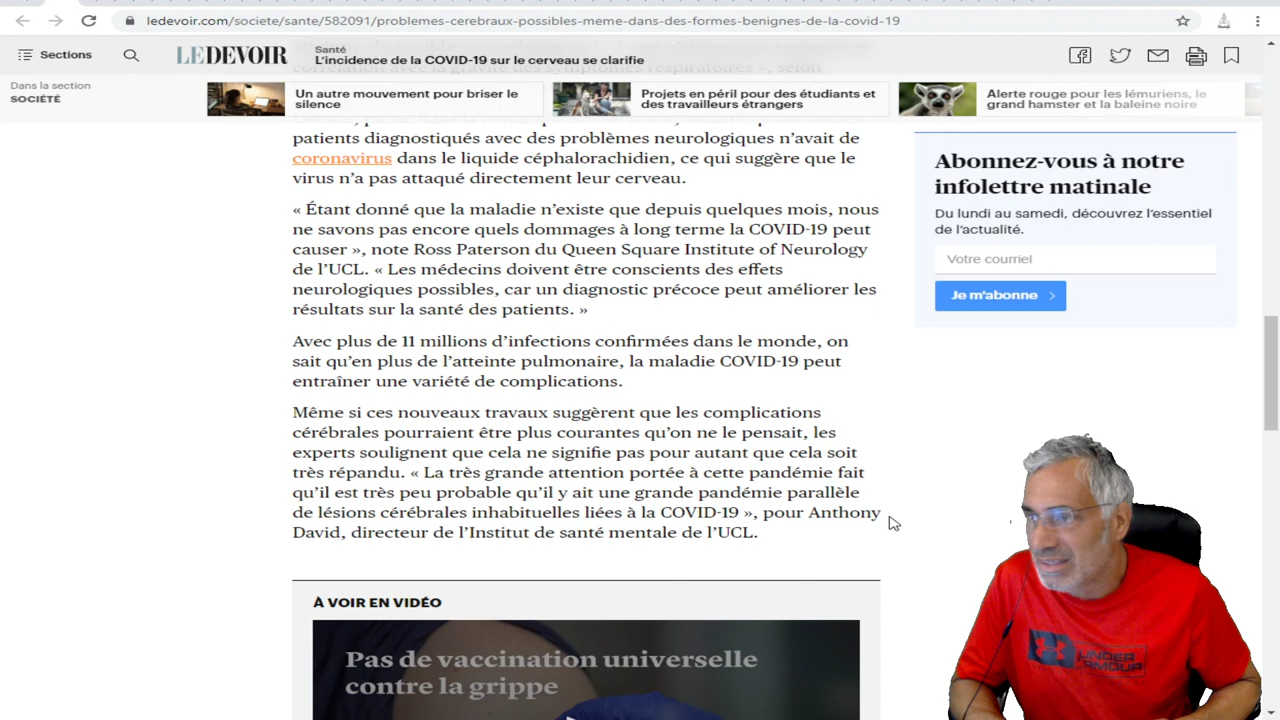 ledevoir.com/societe/sante/582091/problemes-cerebraux-possibles-meme-dans-des-formes-benignes-de-la-covid-19
Sections
LE DEVOIR
Santé
L'incidence de la COVID-19 sur le cerveau se clarifie
corrélation avec la gravité des symptômes respiratoires », selon
Dans la section
SOCIÉTÉ
Un autre mouvement pour briser le
silence
Projets en péril pour des étudiants et
des travailleurs étrangers
Alerte rouge pour les lémuriens, le
grand hamster et la baleine noire
patients diagnostiqués avec des problèmes neurologiques n'avait de
coronavirus dans le liquide céphalorachidien, ce qui suggère que le
virus n'a pas attaqué directement leur cerveau.
« Étant donné que la maladie n'existe que depuis quelques mois, nous
ne savons pas encore quels dommages à long terme la COVID-19 peut
causer », note Ross Paterson du Queen Square Institute of Neurology
de l'UCL. « Les médecins doivent être conscients des effets
neurologiques possibles, car un diagnostic précoce peut améliorer les
résultats sur la santé des patients. »
Avec plus de 11 millions d'infections confirmées dans le monde, on
sait qu'en plus de l'atteinte pulmonaire, la maladie COVID-19 peut
entraîner une variété de complications.
Même si ces nouveaux travaux suggèrent que les complications
cérébrales pourraient être plus courantes qu'on ne le pensait, les
experts soulignent que cela ne signifie pas pour autant que cela soit
très répandu. « La très grande attention portée à cette pandémie fait
qu'il est très peu probable qu'il y ait une grande pandémie parallèle
de lésions cérébrales inhabituelles liées à la COVID-19 », pour Anthony
David, directeur de l'Institut de santé mentale de l'UCL.
À VOIR EN VIDÉO
Pas de vaccination universelle
contre la grippe
Abonnez-vous à notre
infolettre matinale
Du lundi au samedi, découvrez l'essentiel
de l'actualité.
Votre courriel
Je m'abonne
UNDER
ARMOUR